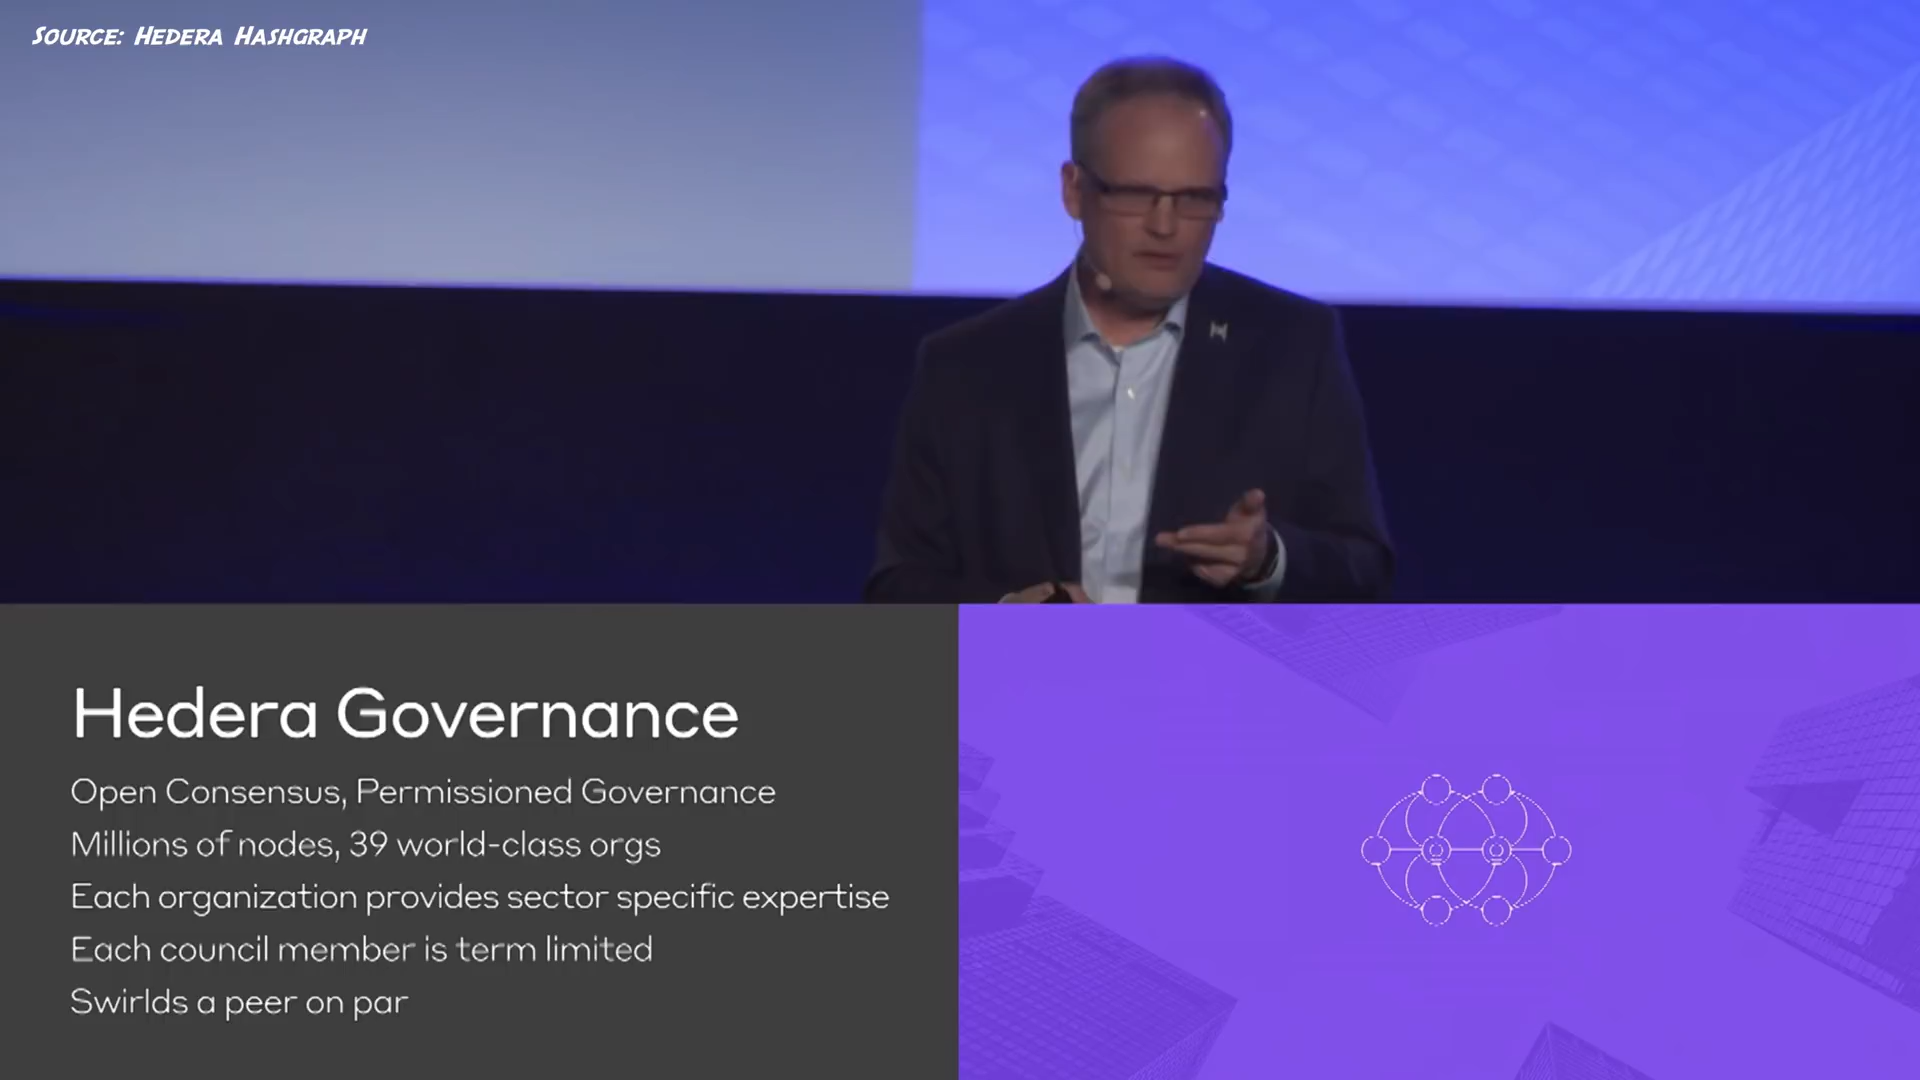 Source: Hedera Hashgraph
Hedera Governance
Open Consensus, Permissioned Governance
Millions of nodes, 39 world-class orgs
Each organization provides sector specific expertise
Each council member is term limited
Swirlds a peer on par